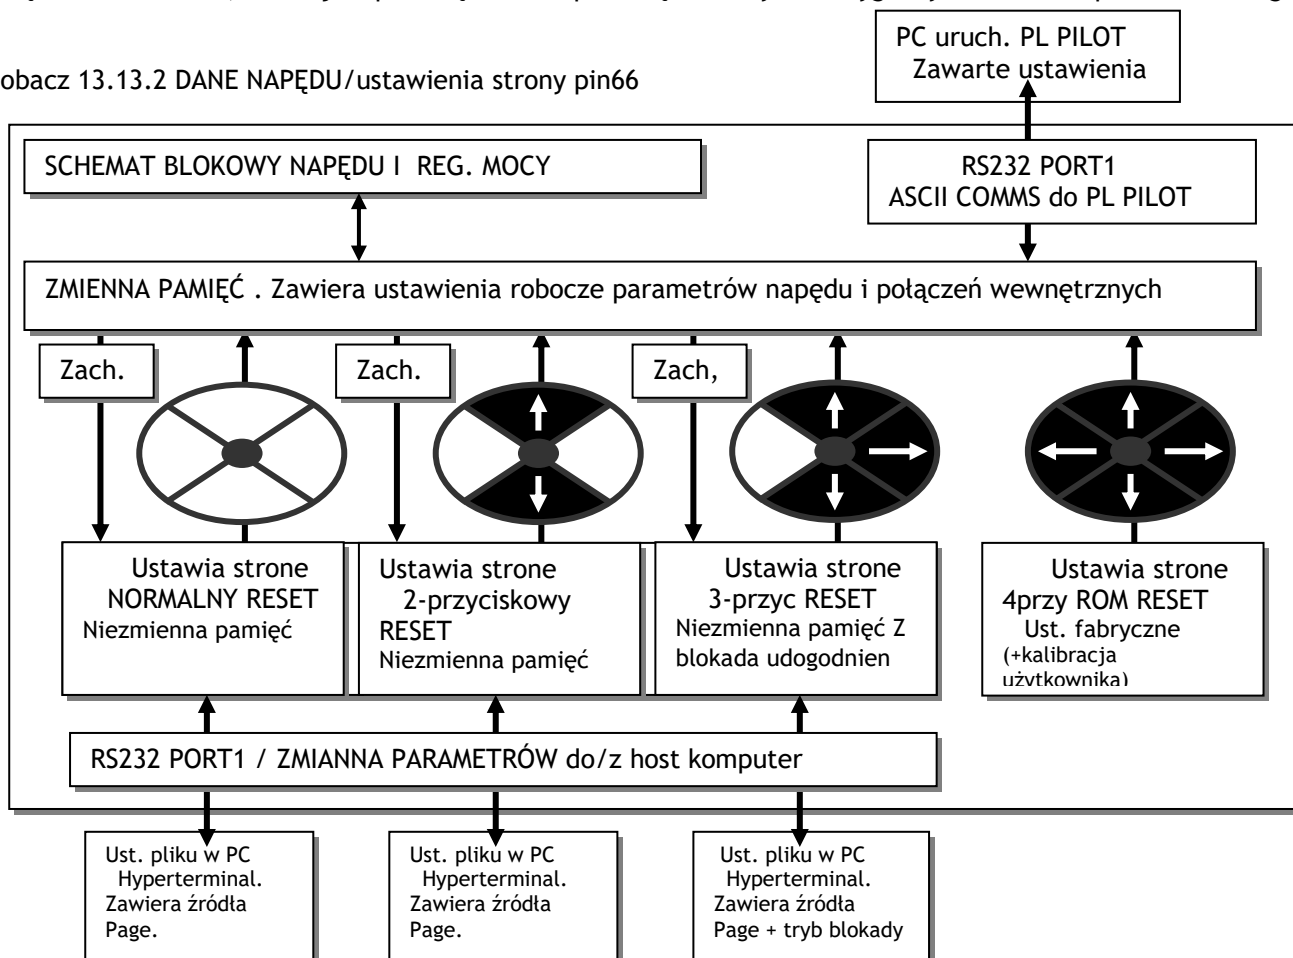 PC uruch. PL PILOT
Zawarte ustawienia
obacz 13.13.2 DANE NAPĘDU/ustawienia strony pin66
SCHEMAT BLOKOWY NAPĘDU I REG. MOCY
RS232 PORT1
ASCII COMMS do PL PILOT
ZMIENNA PAMIĘĆ . Zawiera ustawienia robocze parametrów napędu i połączeń wewnętrznych
Zach.
Zach.
Zach,
Ustawia strone
NORMALNY RESET
Niezmienna pamięć
Ustawia strone
2-przyciskowy
RESET
Niezmienna pamięć
Ustawia strone
3-przyc RESET
Niezmienna pamięć Z
blokada udogodnien
Ustawia strone
4przy ROM RESET
Ust. fabryczne
(+kalibracja
użytkownika)
RS232 PORT1 / ZMIANNA PARAMETRÓW do/z host komputer
Ust. pliku w PC
Hyperterminal.
Zawiera źródła
Page.
Ust. pliku w PC
Hyperterminal.
Zawiera źródła
Page.
Ust. pliku w PC
Hyperterminal.
Zawiera źródła
Page + tryb blokady